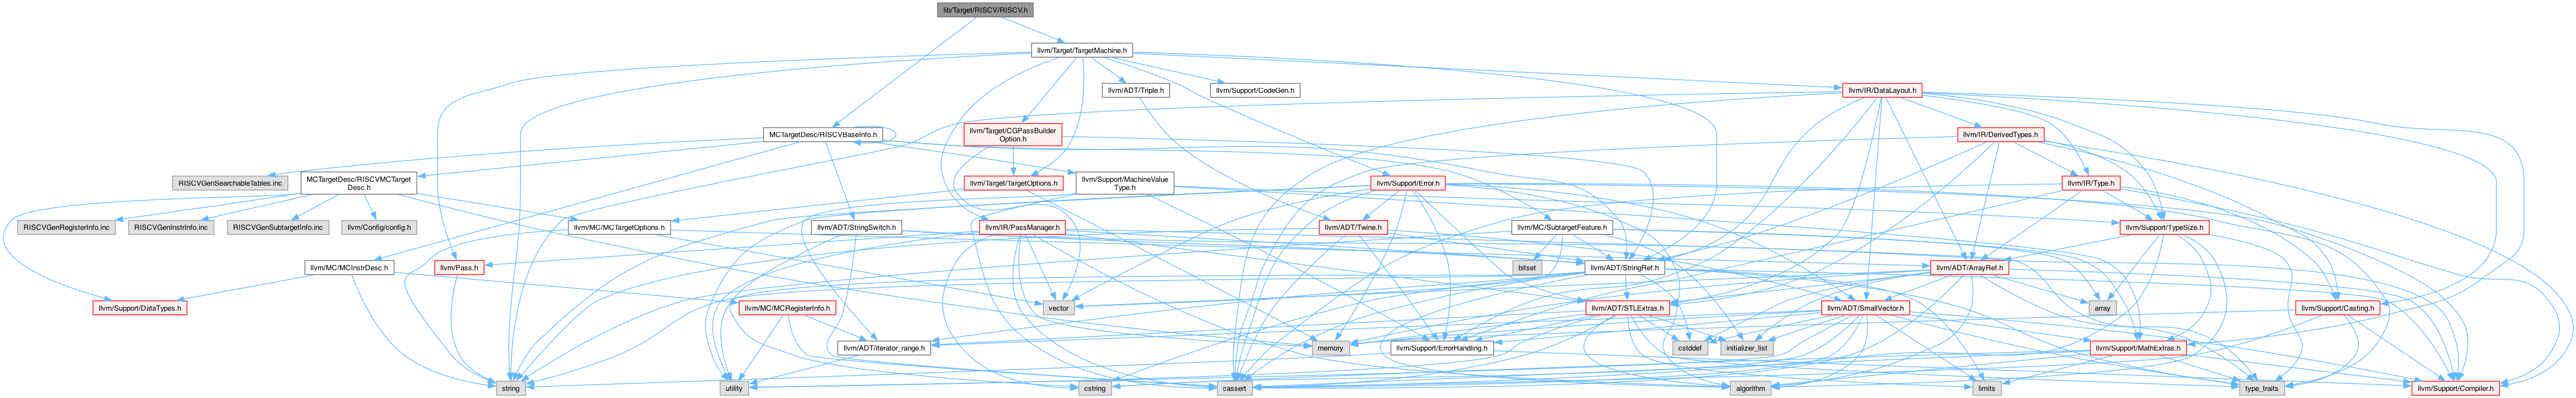 lib/Target/RISCV/RISCV.h
llvm/Target/TargetMachine.h
llvm/ADT/Triple.h
llvm/Support/CodeGen.h
llvm/IR/DataLayout.h
MCTargetDesc/RISCVBaseInfo.h
llvm/Target/CGPassBuilder
Option.h
llvm/IR/DerivedTypes.h
RISCVGenSearchableTables.inc
MCTargetDesc/RISCVMCTarget
Desc.h
llvm/Target/TargetOptions.h
llvm/Support/MachineValue
Type.h
llvm/Support/Error.h
llvm/IR/Type.h
RISCVGenRegisterInfo.inc
RISCVGenInstrInfo.inc
RISCVGenSubtargetInfo.inc
llvm/Config/config.h
llvm/MC/MCTargetOptions.h
llvm/ADT/StringSwitch.h
llvm/IR/PassManager.h
llvm/ADT/Twine.h
llvm/MC/SubtargetFeature.h
llvm/Support/TypeSize.h
llvm/MC/MCInstrDesc.h
llvm/Pass.h
bitset
llvm/ADT/StringRef.h
llvm/ADT/ArrayRef.h
llvm/Support/DataTypes.h
llvm/MC/MCRegisterInfo.h
vector
llvm/ADT/STLExtras.h
llvm/ADT/SmallVector.h
array
llvm/Support/Casting.h
llvm/ADT/iterator_range.h
memory
llvm/Support/ErrorHandling.h
cstddef
initializer_list
llvm/Support/MathExtras.h
string
utility
cstring
cassert
algorithm
limits
type_traits
llvm/Support/Compiler.h